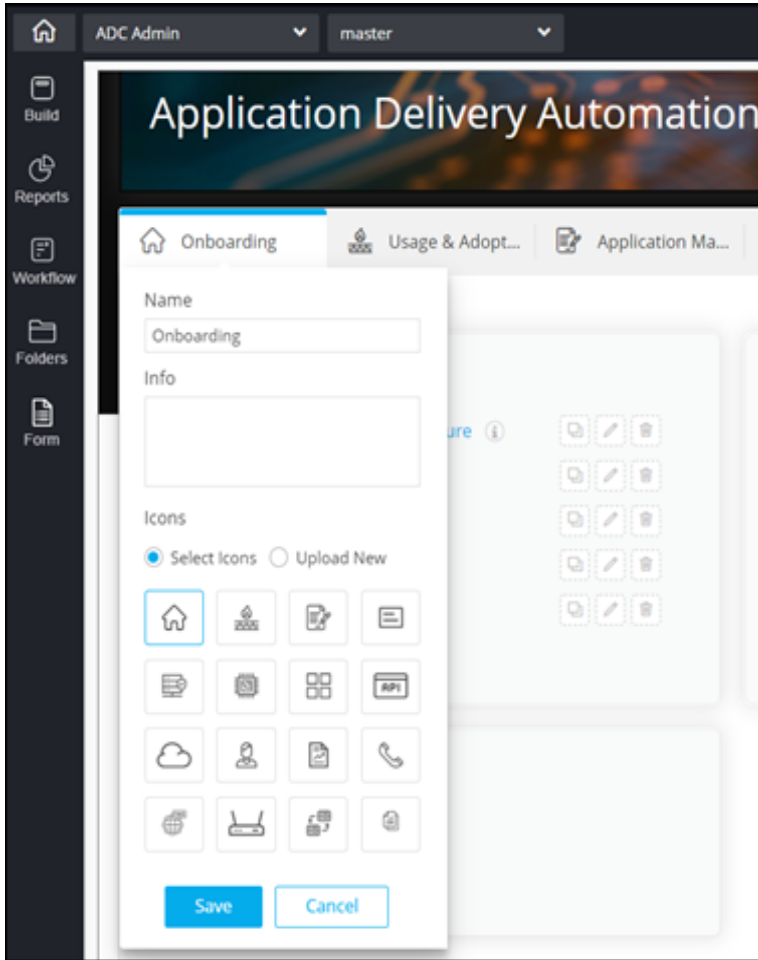 ADC Admin
master
Build
Reports
Workflow
Folders
Form
Application Delivery Automation
Onboarding
Usage & Adopt...
Application Ma...
Name
Onboarding
Info
ure
Icons
Select Icons
Upload New
API
Save
Cancel